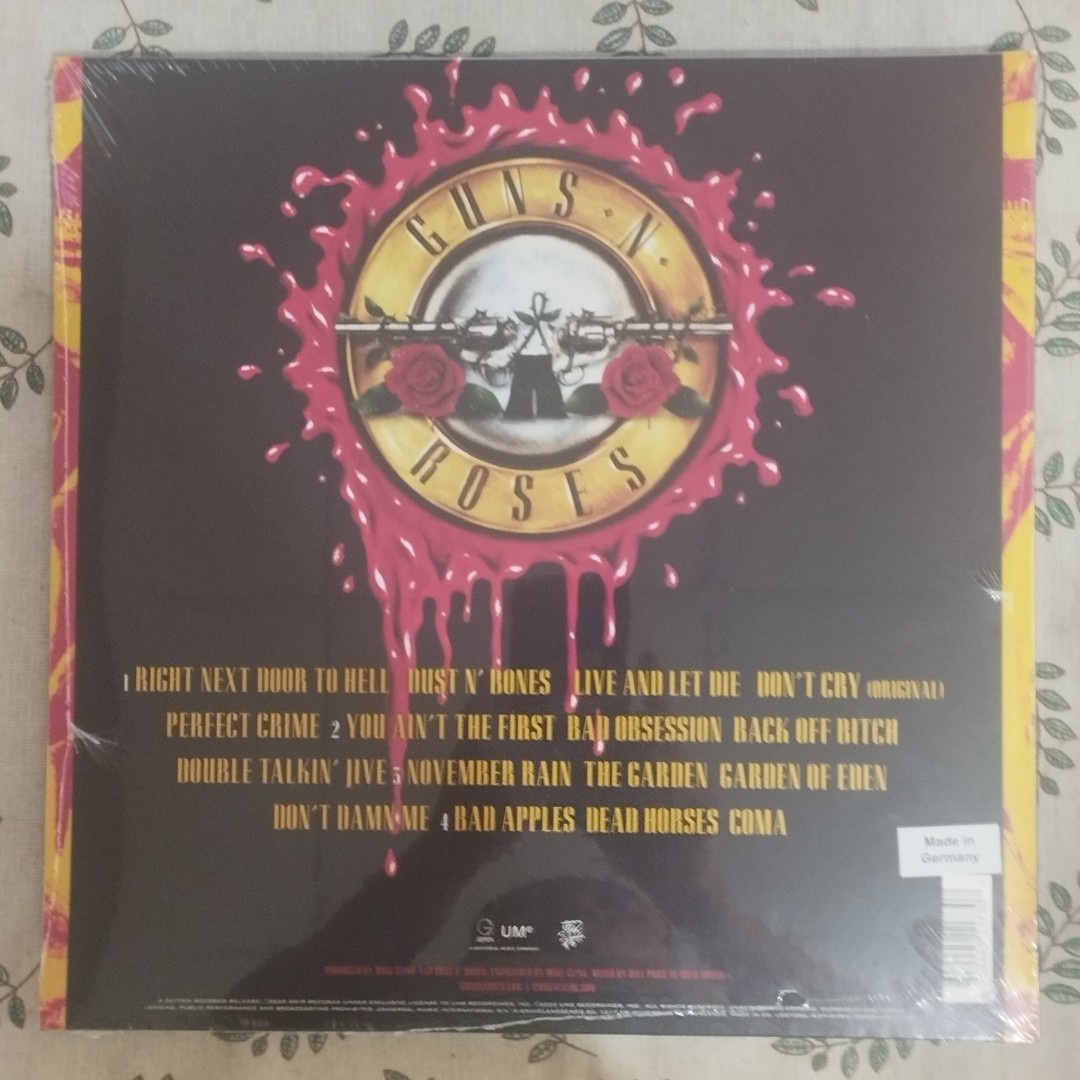 GUNS • N •
ROSES
1 RIGHT NEXT DOOR TO HELL DUST N' BONES LIVE AND LET DIE DON'T CRY (ORIGINAL)
PERFECT CRIME 2 YOU AIN'T THE FIRST BAD OBSESSION BACK OFF BITCH
DOUBLE TALKIN' JIVE 3 NOVEMBER RAIN THE GARDEN GARDEN OF EDEN
DON'T DAMN ME 4 BAD APPLES DEAD HORSES COMA
Made in
Germany
G UMe
GEFFEN